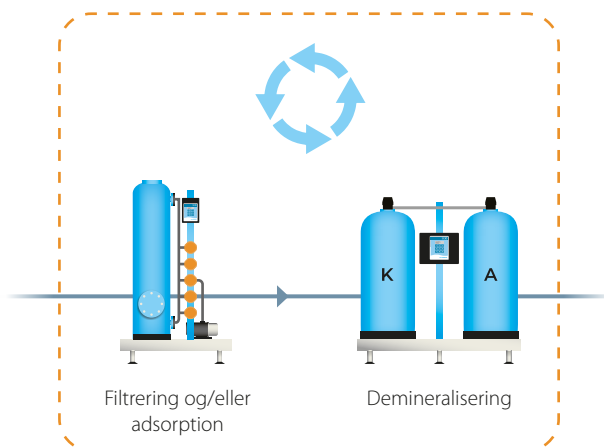 K
A
Filtrering og/eller
adsorption
Demineralisering